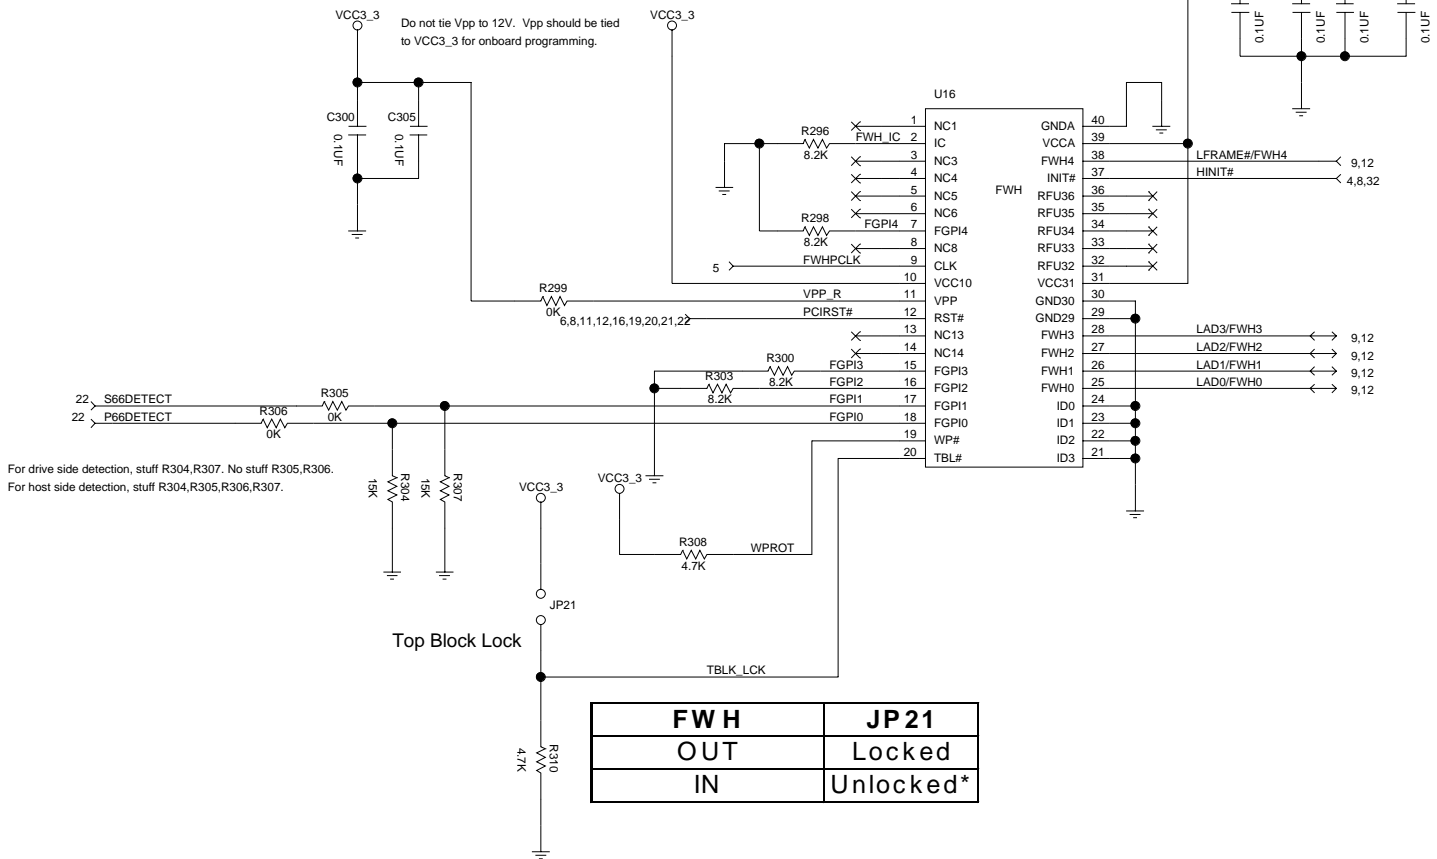 VCC3_3
Do not tie Vpp to 12V. Vpp should be tied
to VCC3_3 for onboard programming.
VCC3_3
0.1UF
0.1UF
0.1UF
0.1UF
C300
0.1UF
C305
0.1UF
U16
FWH
R296
8.2K
FWH_IC
R298
8.2K
FGPI4
5
FWHPCLK
R299
0K
VPP_R
6,8,11,12,16,19,20,21,22
PCIRST#
1 NC1
2 IC
3 NC3
4 NC4
5 NC5
6 NC6
7 FGPI4
8 NC8
9 CLK
10 VCC10
11 VPP
12 RST#
13 NC13
14 NC14
15 FGPI3
16 FGPI2
17 FGPI1
18 FGPI0
19 WP#
20 TBL#
GNDA 40
VCCA 39
FWH4 38
INIT# 37
RFU36 36
RFU35 35
RFU34 34
RFU33 33
RFU32 32
VCC31 31
GND30 30
GND29 29
FWH3 28
FWH2 27
FWH1 26
FWH0 25
ID0 24
ID1 23
ID2 22
ID3 21
LFRAME#/FWH4
9,12
HINIT#
4,8,32
LAD3/FWH3
9,12
LAD2/FWH2
9,12
LAD1/FWH1
9,12
LAD0/FWH0
9,12
R300
8.2K
FGPI3
R303
8.2K
FGPI2
22
S66DETECT
R305
0K
FGPI1
22
P66DETECT
R306
0K
FGPI0
For drive side detection, stuff R304,R307. No stuff R305,R306.
For host side detection, stuff R304,R305,R306,R307.
15K
R304
15K
R307
VCC3_3
VCC3_3
R308
4.7K
WPROT
JP21
Top Block Lock
TBLK_LCK
R310
4.7K
FWH JP21
OUT Locked
IN Unlocked*